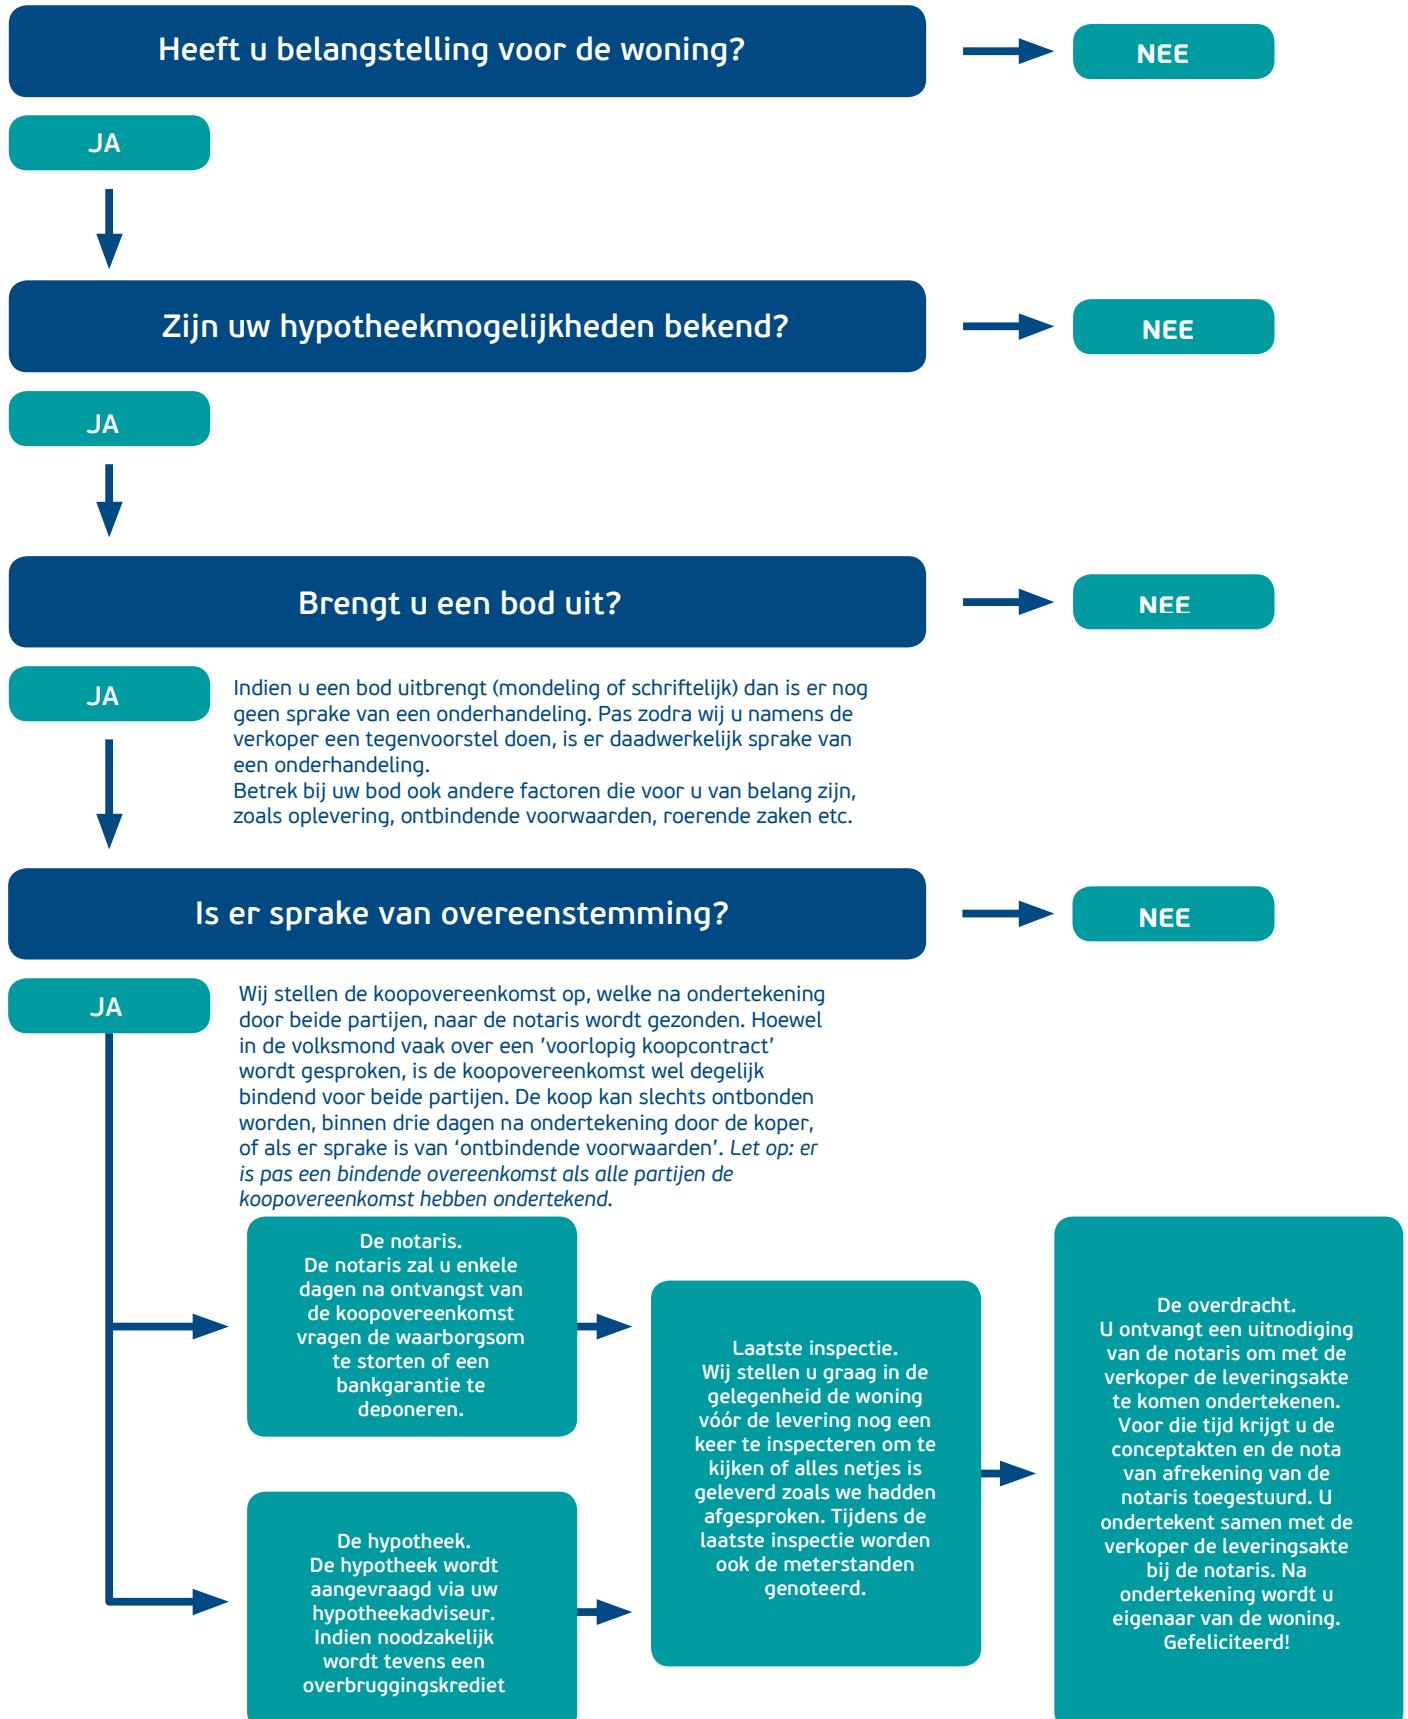 Heeft u belangstelling voor de woning?
NEE
JA
Zijn uw hypotheekmogelijkheden bekend?
NEE
JA
Brengt u een bod uit?
NEE
JA
Indien u een bod uitbrengt (mondeling of schriftelijk) dan is er nog
geen sprake van een onderhandeling. Pas zodra wij u namens de
verkoper een tegenvoorstel doen, is er daadwerkelijk sprake van
een onderhandeling.
Betrek bij uw bod ook andere factoren die voor u van belang zijn,
zoals oplevering, ontbindende voorwaarden, roerende zaken etc.
Is er sprake van overeenstemming?
NEE
JA
Wij stellen de koopovereenkomst op, welke na ondertekening
door beide partijen, naar de notaris wordt gezonden. Hoewel
in de volksmond vaak over een 'voorlopig koopcontract'
wordt gesproken, is de koopovereenkomst wel degelijk
bindend voor beide partijen. De koop kan slechts ontbonden
worden, binnen drie dagen na ondertekening door de koper,
of als er sprake is van ‘ontbindende voorwaarden’. Let op: er
is pas een bindende overeenkomst als alle partijen de
koopovereenkomst hebben ondertekend.
De notaris.
De notaris zal u enkele
dagen na ontvangst van
de koopovereenkomst
vragen de waarborgsom
te storten of een
bankgarantie te
deponeren.
De hypotheek.
De hypotheek wordt
aangevraagd via uw
hypotheekadviseur.
Indien noodzakelijk
wordt tevens een
overbruggingskrediet
Laatste inspectie.
Wij stellen u graag in de
gelegenheid de woning
vóór de levering nog een
keer te inspecteren om te
kijken of alles netjes is
geleverd zoals we hadden
afgesproken. Tijdens de
laatste inspectie worden
ook de meterstanden
genoteerd.
De overdracht.
U ontvangt een uitnodiging
van de notaris om met de
verkoper de leveringsakte
te komen ondertekenen.
Voor die tijd krijgt u de
conceptakten en de nota
van afrekening van de
notaris toegestuurd. U
ondertekent samen met de
verkoper de leveringsakte
bij de notaris. Na
ondertekening wordt u
eigenaar van de woning.
Gefeliciteerd!